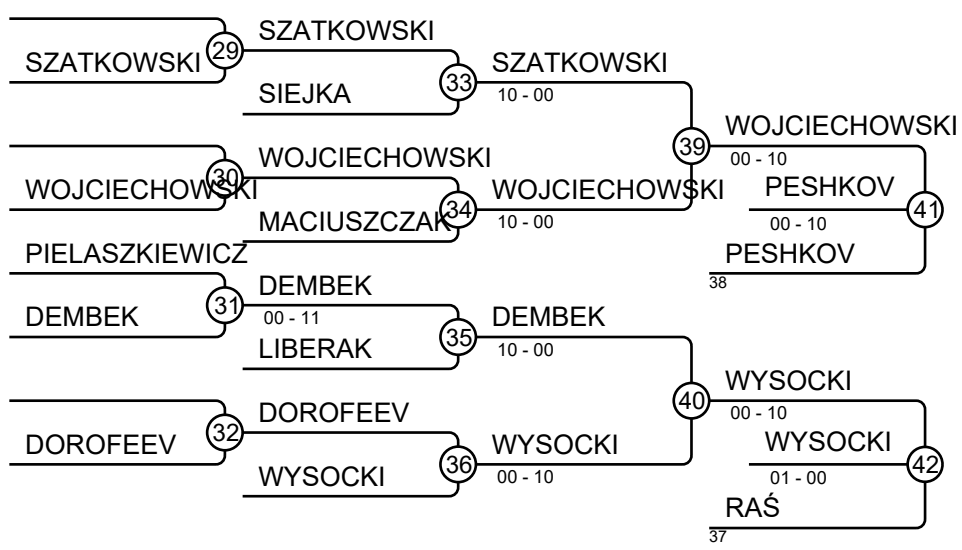 SZATKOWSKI
29
SZATKOWSKI
SIEJKA
33
SZATKOWSKI
10 - 00
WOJCIECHOWSKI
30
WOJCIECHOWSKI
MACIUSZCZAK
34
WOJCIECHOWSKI
10 - 00
39
WOJCIECHOWSKI
00 - 10
PESHKOV
00 - 10
41
PESHKOV
38
PIELASZKIEWICZ
DEMBEK
31
DEMBEK
00 - 11
LIBERAK
35
DEMBEK
10 - 00
DOROFEEV
32
DOROFEEV
WYSOCKI
36
WYSOCKI
00 - 10
40
WYSOCKI
00 - 10
WYSOCKI
01 - 00
42
RAŚ
37